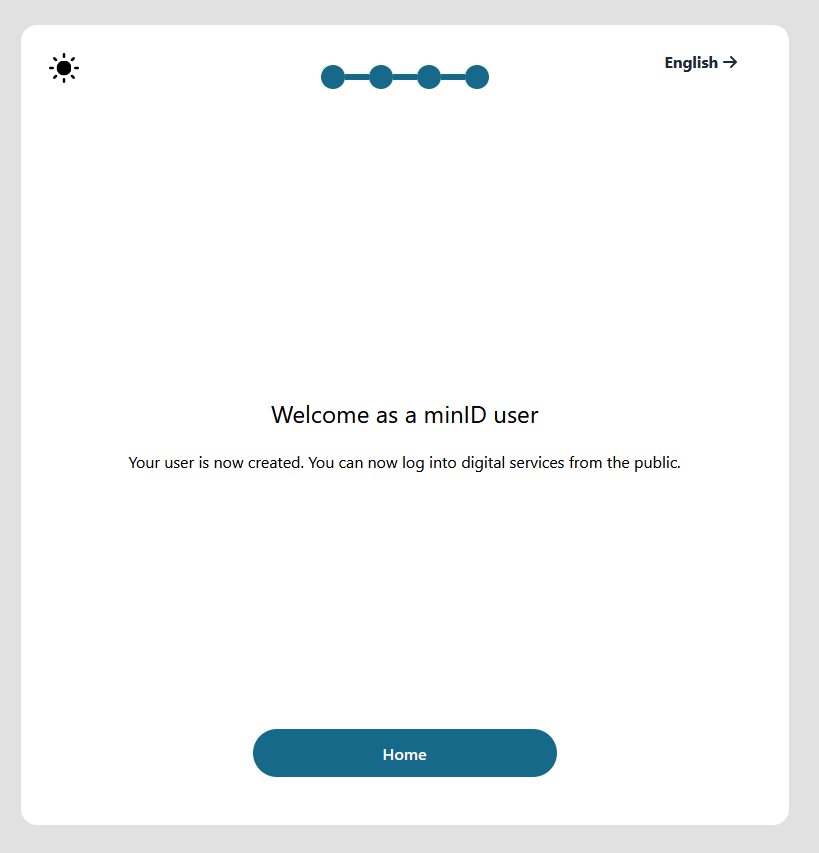 English →
Welcome as a minID user
Your user is now created. You can now log into digital services from the public.
Home